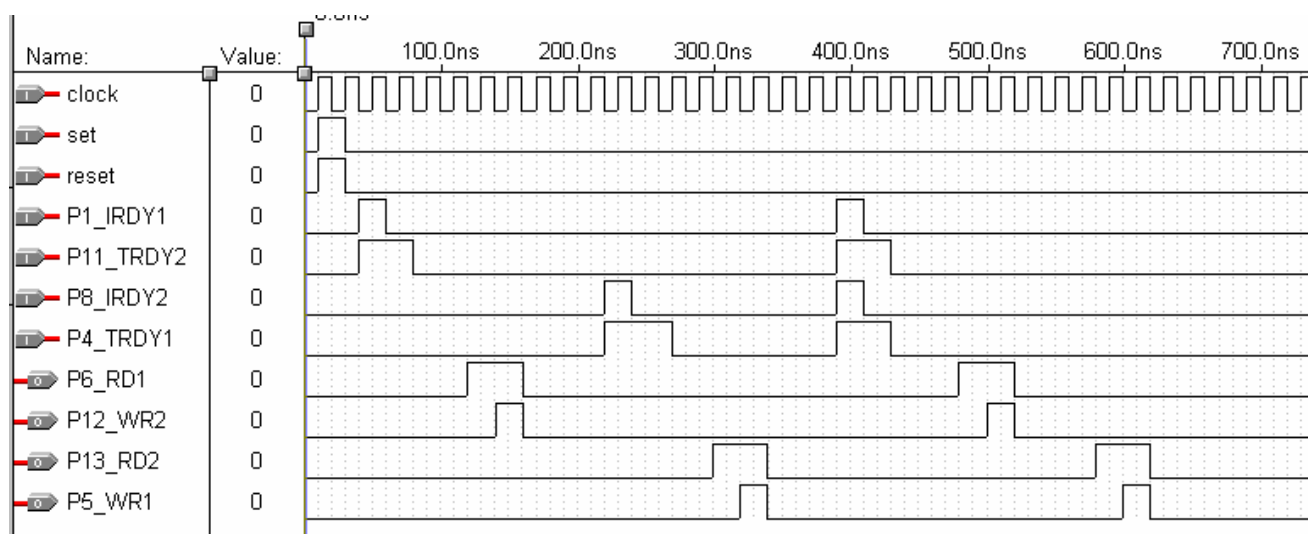 Name: Value: 100.0ns 200.0ns 300.0ns 400.0ns 500.0ns 600.0ns 700.0ns
clock 0
set 0
reset 0
P1_IRDY1 0
P11_TRDY2 0
P8_IRDY2 0
P4_TRDY1 0
P6_RD1 0
P12_WR2 0
P13_RD2 0
P5_WR1 0